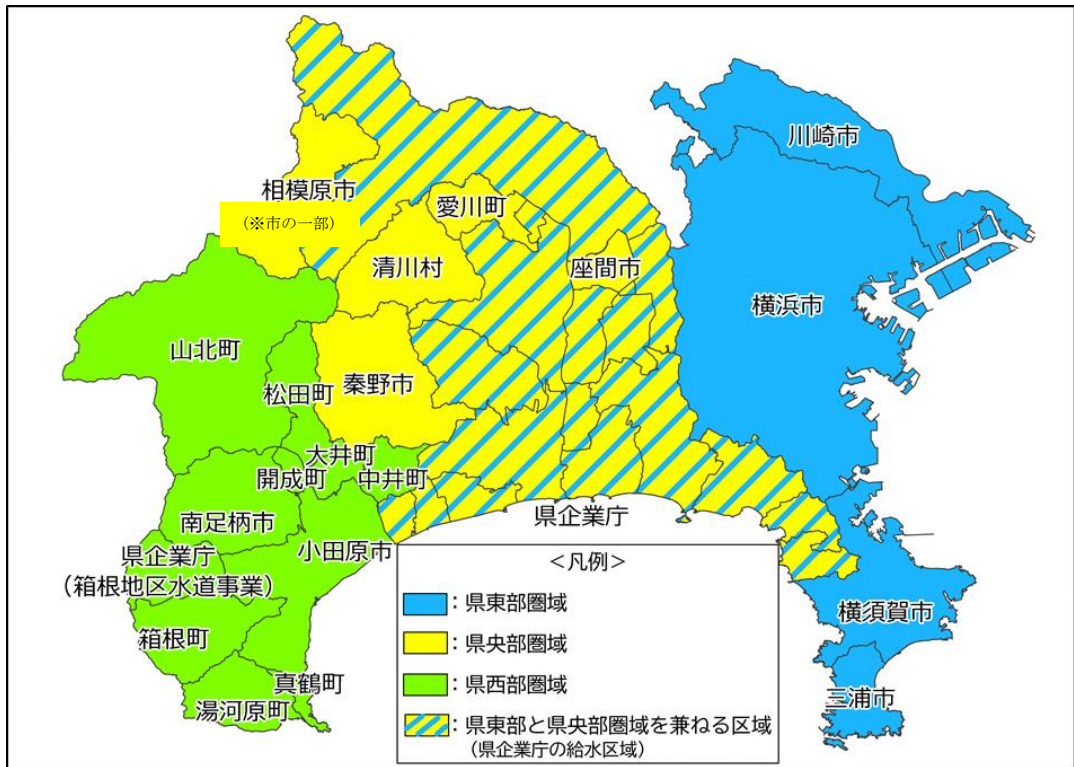 川崎市
相模原市
(※市の一部)
愛川町
清川村
座間市
横浜市
山北町
松田町
秦野市
大井町
開成町
中井町
南足柄市
県企業庁
小田原市
県企業庁
(箱根地区水道事業)
箱根町
横須賀市
真鶴町
湯河原町
三浦市
<凡例>
:県東部圏域
:県央部圏域
:県西部圏域
:県東部と県央部圏域を兼ねる区域
(県企業庁の給水区域)